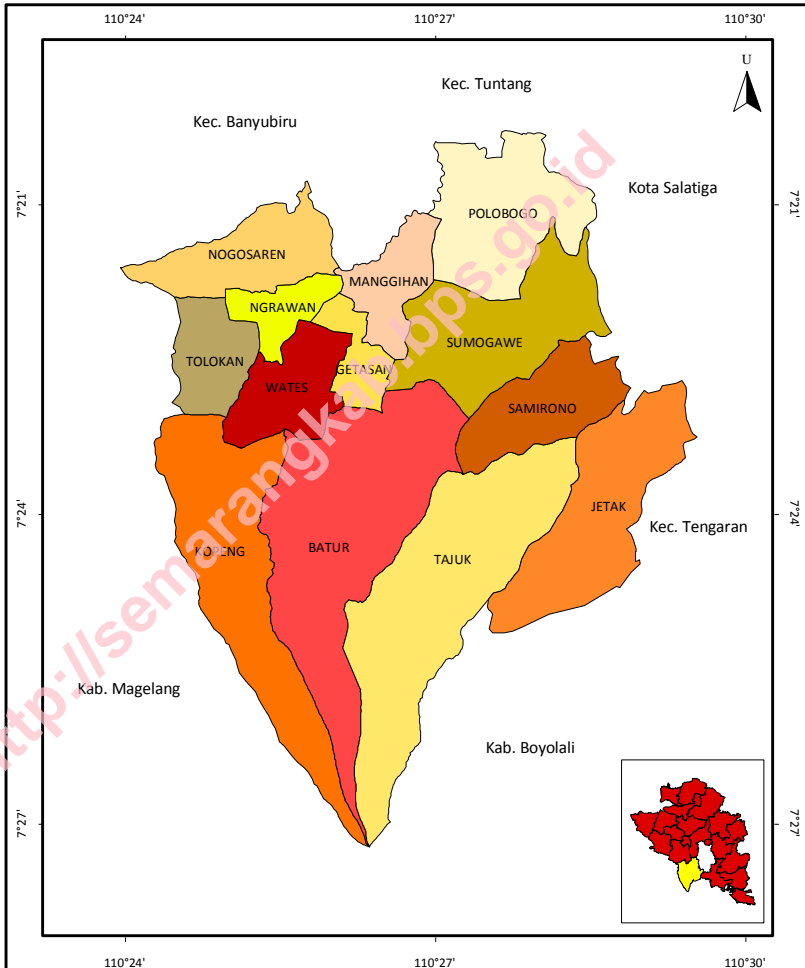 110°24'
110°27'
110°30'
U
Kec. Tuntang
Kec. Banyubiru
Kota Salatiga
7°21'
7°21'
POLOBOGO
NOGOSAREN
MANGGIHAN
NGRAWAN
SUMOGAWE
TOLOKAN
GETASAN
WATES
SAMIRONO
JETAK
7°24'
7°24'
Kec. Tengaran
KOPENG
BATUR
TAJUK
Kab. Magelang
Kab. Boyolali
7°27'
7°27'
110°24'
110°27'
110°30'
http://semarangkab.bps.go.id